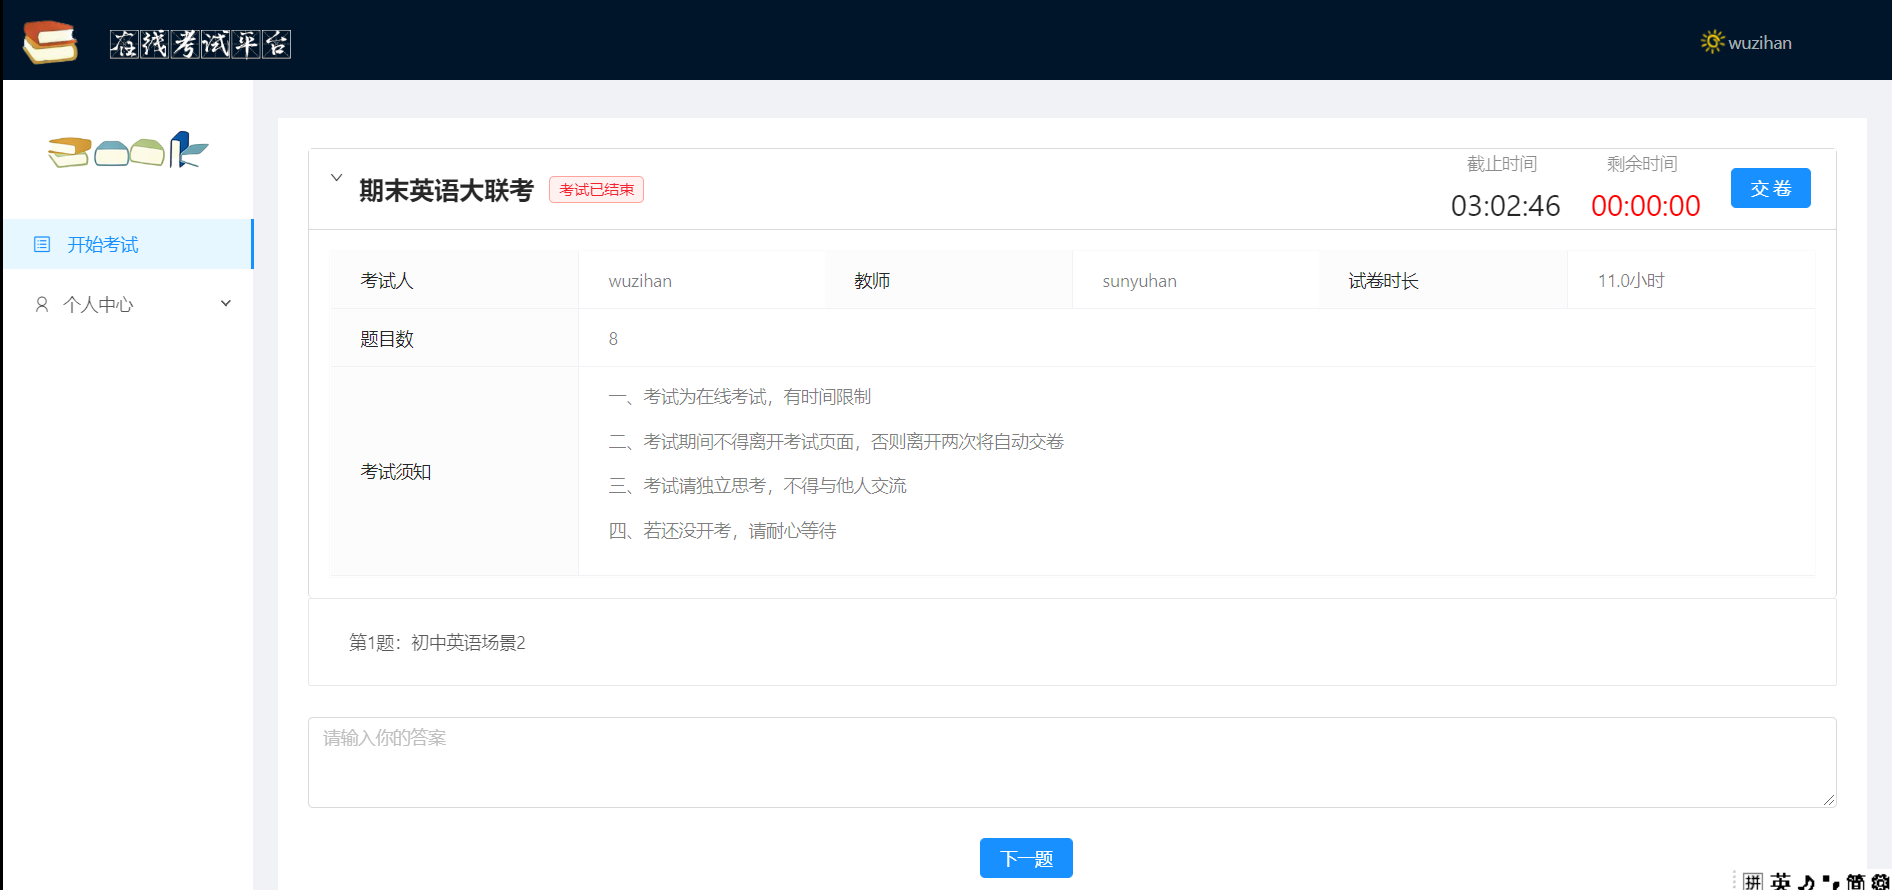 在线考试平台
wuzihan
book
开始考试
个人中心
期末英语大联考
考试已结束
截止时间
03:02:46
剩余时间
00:00:00
交 卷
考试人
wuzihan
教师
sunyuhan
试卷时长
11.0小时
题目数
8
考试须知
一、考试为在线考试，有时间限制
二、考试期间不得离开考试页面，否则离开两次将自动交卷
三、考试请独立思考，不得与他人交流
四、若还没开考，请耐心等待
第1题：初中英语场景2
请输入你的答案
下一题
拼 英 简